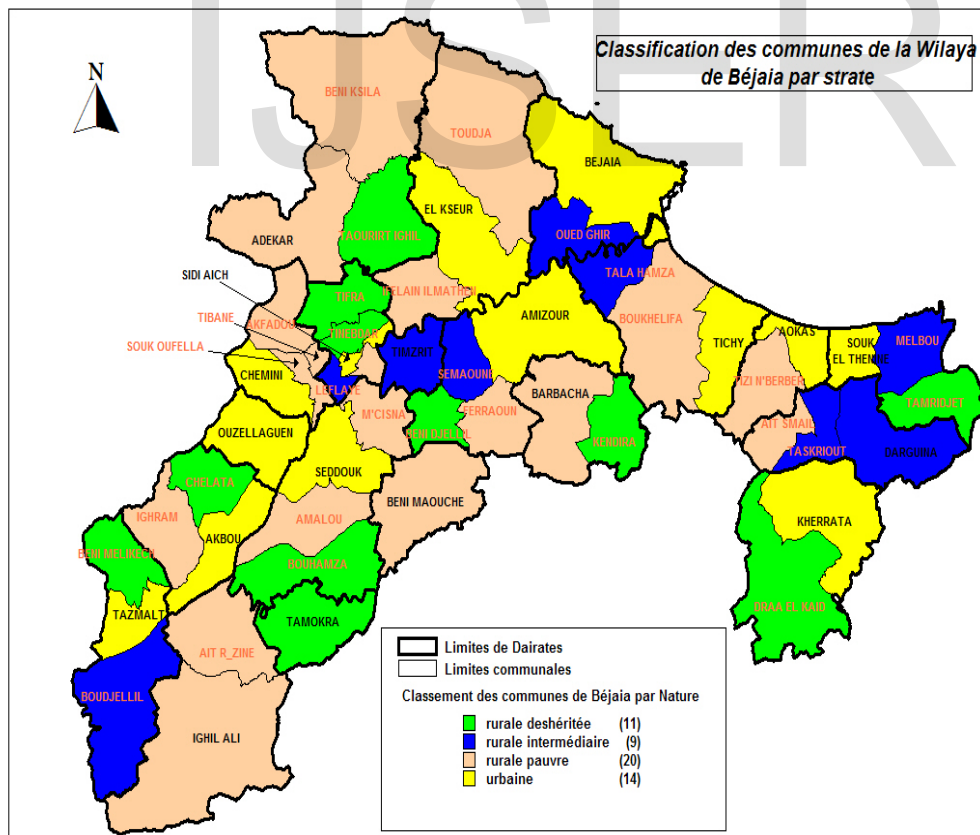 IJSER
Classification des communes de la Wilaya
de Béjaia par strate
N
BENI KSILA
TOUDJA
BEJAIA
EL KSEUR
OUED GHIR
TAOURIRT IGHIL
ADEKAR
SIDI AICH
TALA HAMZA
TIFRA
TIBANE
AKFADOU
AMIZOUR
BOUKHELIFA
TICHY
AOKAS
SOUK
EL THENINE
MELBOU
SOUK OUFELLA
CHEMINI
TIMZRIT
SEMAOUNI
LEFLAYE
TIZI N'BERBER
TAMRIDJET
M'CISNA
BARBACHA
FERRAOUN
BENI DJELLIL
KENDIRA
AIT SMAIL
TASKRIOUT
DARGUINA
OUZELLAGUEN
SEDDOUK
CHELATA
BENI MAOUCHE
IGHRAM
AMALOU
KHERRATA
AKBOU
BENI MELIKECH
BOUHAMZA
DRAA EL KAID
TAZMALT
TAMOKRA
AIT R_ZINE
BOUDJELLIL
IGHIL ALI
Limites de Dairates
Limites communales
Classement des communes de Béjaia par Nature
rurale deshéritée (11)
rurale intermédiaire (9)
rurale pauvre (20)
urbaine (14)